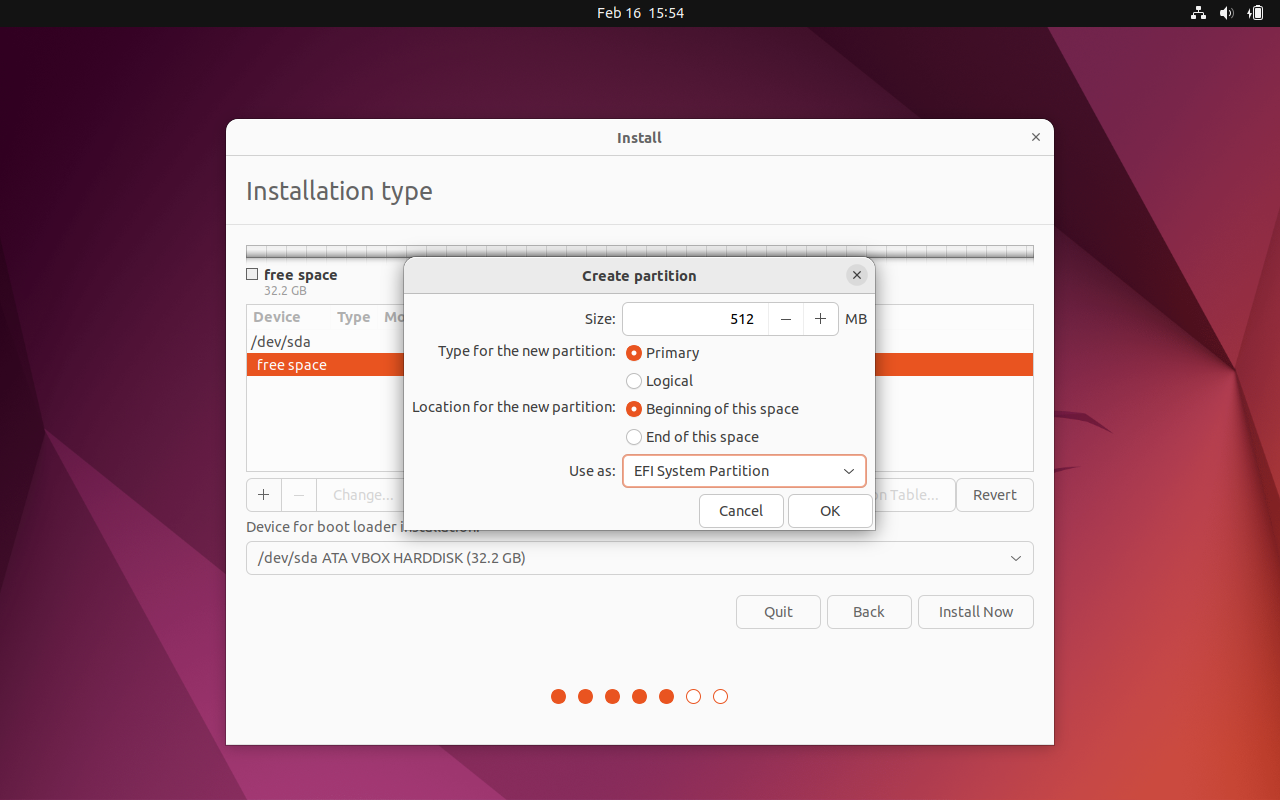 Feb 16 15:54
Install
Installation type
free space
32.2 GB
Device Type Mo
/dev/sda
free space
Create partition
Size: 512 MB
Type for the new partition: Primary
Logical
Location for the new partition: Beginning of this space
End of this space
Use as: EFI System Partition
Cancel OK
Change... on Table... Revert
Device for boot loader installation:
/dev/sda ATA VBOX HARDDISK (32.2 GB)
Quit Back Install Now